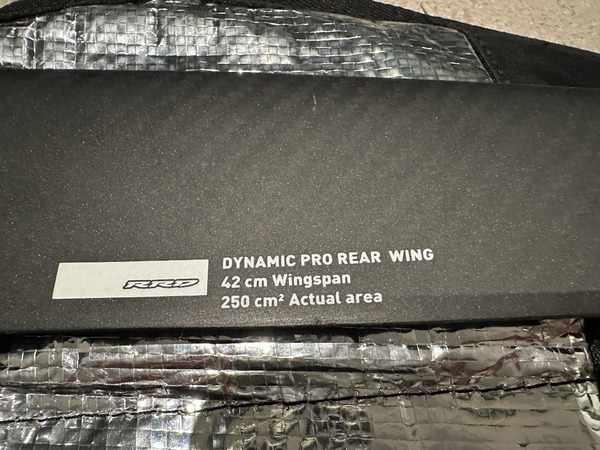 DYNAMIC PRO REAR WING
RRD
42 cm Wingspan
250 cm² Actual area